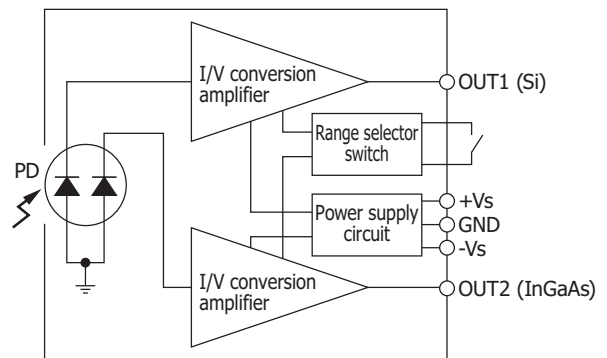 I/V conversion
amplifier
OUT1 (Si)
Range selector
switch
PD
Power supply
circuit
+Vs
GND
-Vs
I/V conversion
amplifier
OUT2 (InGaAs)